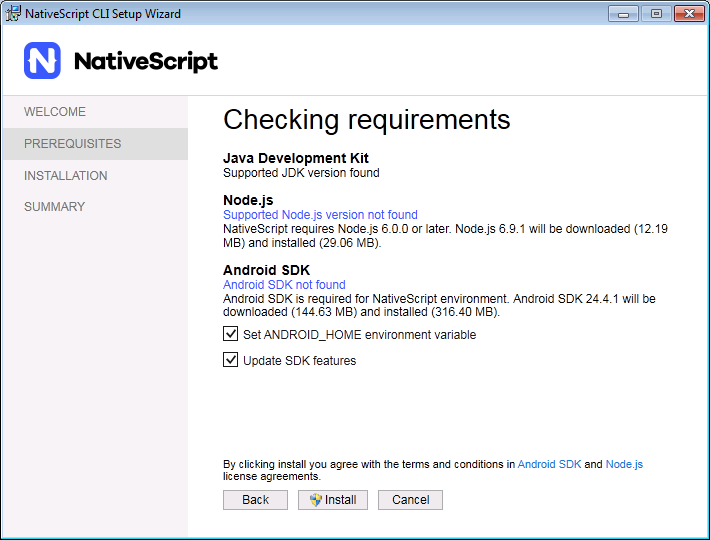 NativeScript CLI Setup Wizard
NativeScript
WELCOME
PREREQUISITES
INSTALLATION
SUMMARY
Checking requirements
Java Development Kit
Supported JDK version found
Node.js
Supported Node.js version not found
NativeScript requires Node.js 6.0.0 or later. Node.js 6.9.1 will be downloaded (12.19
MB) and installed (29.06 MB).
Android SDK
Android SDK not found
Android SDK is required for NativeScript environment. Android SDK 24.4.1 will be
downloaded (144.63 MB) and installed (316.40 MB).
Set ANDROID_HOME environment variable
Update SDK features
By clicking install you agree with the terms and conditions in Android SDK and Node.js
license agreements.
Back
Install
Cancel